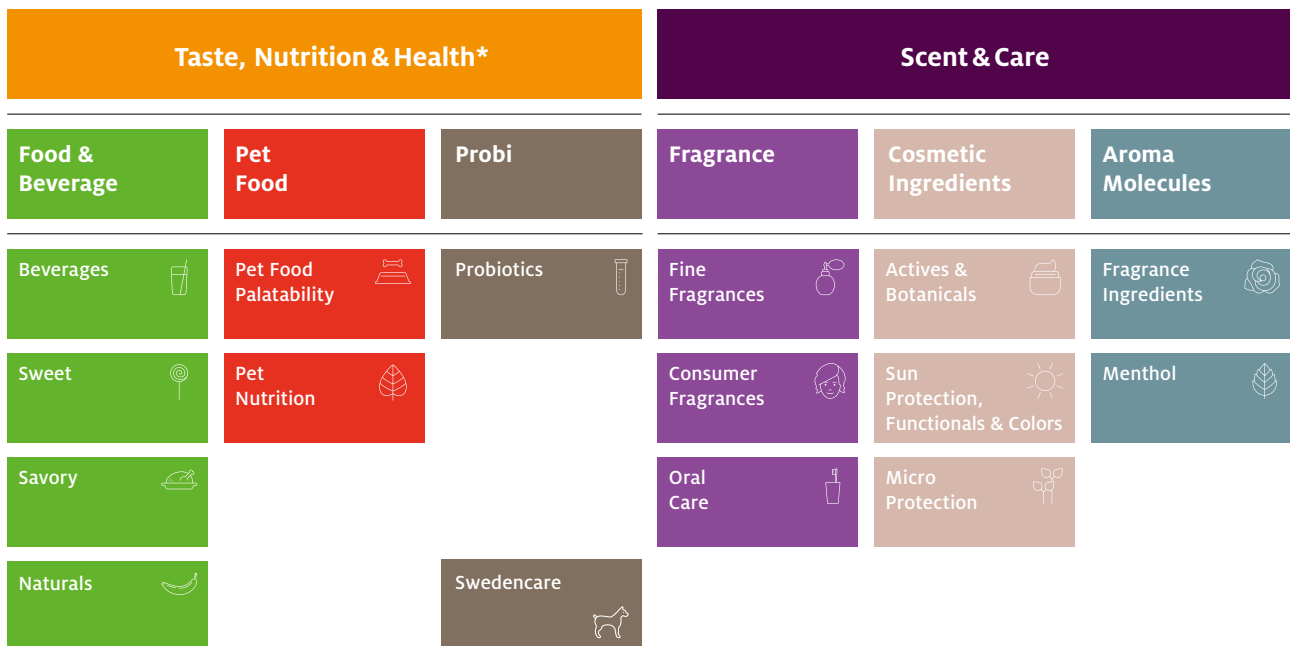 Taste, Nutrition & Health*
Scent & Care
Food &
Beverage
Pet
Food
Probi
Fragrance
Cosmetic
Ingredients
Aroma
Molecules
Beverages
Pet Food
Palatability
Probiotics
Fine
Fragrances
Actives &
Botanicals
Fragrance
Ingredients
Sweet
Pet
Nutrition
Consumer
Fragrances
Sun
Protection,
Functionals & Colors
Menthol
Savory
Oral
Care
Micro
Protection
Naturals
Swedencare